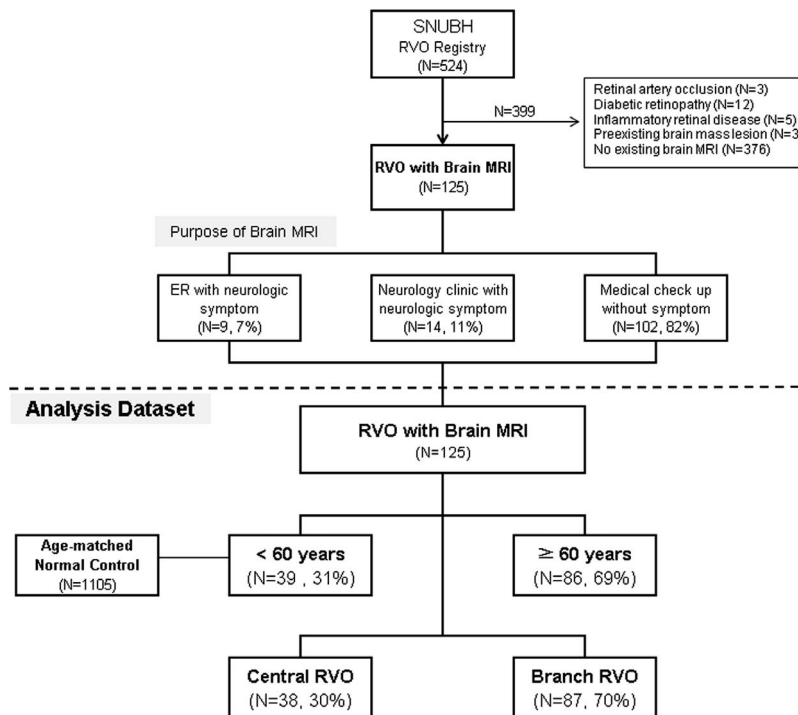 SNUBH
RVO Registry
(N=524)
N=399
Retinal artery occlusion (N=3)
Diabetic retinopathy (N=12)
Inflammatory retinal disease (N=5)
Preexisting brain mass lesion (N=3
No existing brain MRI (N=376)
RVO with Brain MRI
(N=125)
Purpose of Brain MRI
ER with neurologic
symptom
(N=9, 7%)
Neurology clinic with
neurologic symptom
(N=14, 11%)
Medical check up
without symptom
(N=102, 82%)
Analysis Dataset
RVO with Brain MRI
(N=125)
Age-matched
Normal Control
(N=1105)
< 60 years
(N=39 , 31%)
≥ 60 years
(N=86, 69%)
Central RVO
(N=38, 30%)
Branch RVO
(N=87, 70%)